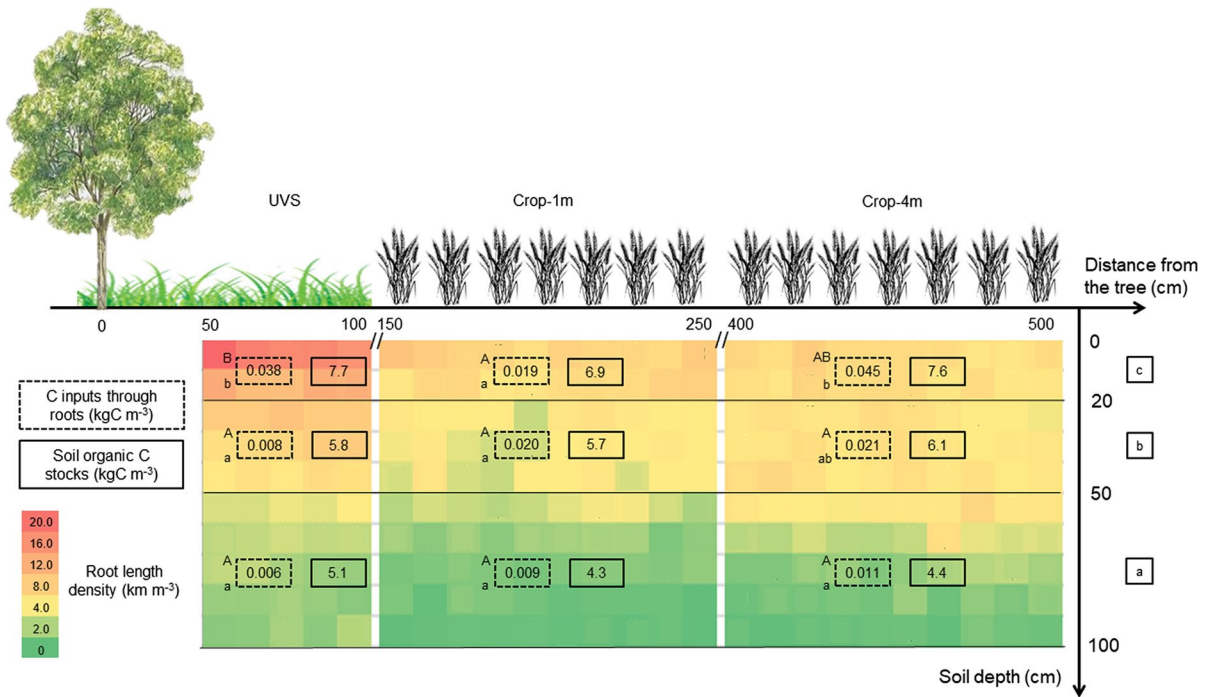 UVS
Crop-1m
Crop-4m
Distance from
the tree (cm)
0
50
100
150
250
400
500
B
b
0.038
7.7
A
a
0.019
6.9
AB
b
0.045
7.6
0
c
20
A
a
0.008
5.8
A
a
0.020
5.7
A
ab
0.021
6.1
b
50
A
a
0.006
5.1
A
a
0.009
4.3
A
a
0.011
4.4
a
100
Soil depth (cm)
C inputs through
roots (kgC m-3)
Soil organic C
stocks (kgC m-3)
20.0
16.0
12.0
8.0
4.0
2.0
0
Root length
density (km m-3)